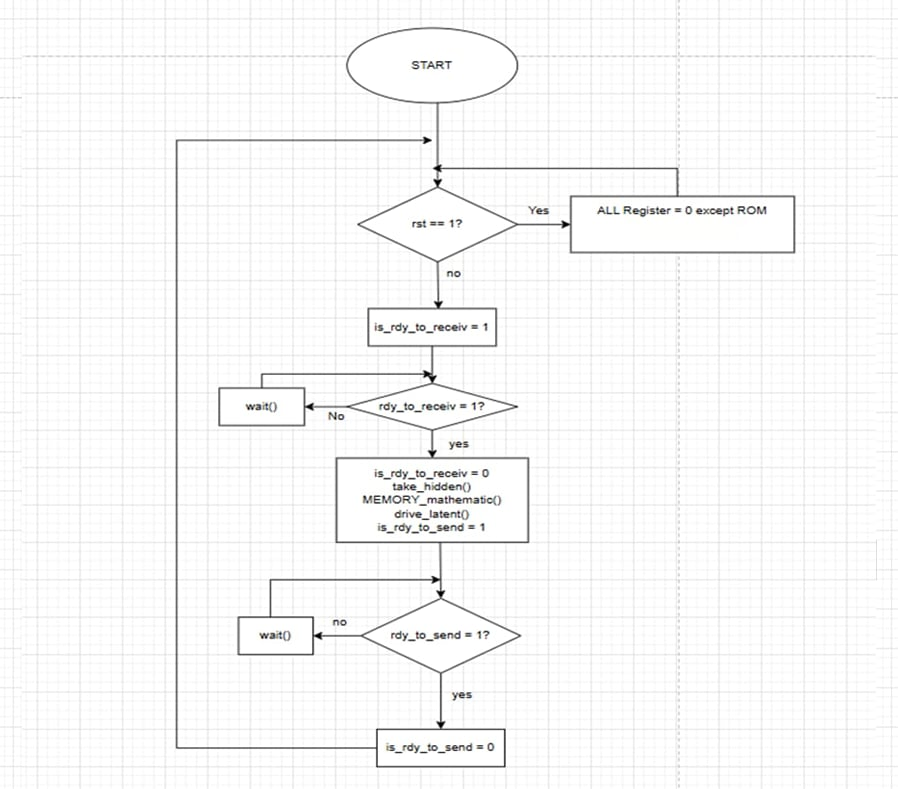 START
rst == 1?
Yes
ALL Register = 0 except ROM
no
is_rdy_to_receiv = 1
wait()
No
rdy_to_receiv = 1?
yes
is_rdy_to_receiv = 0
take_hidden()
MEMORY_mathematic()
drive_latent()
is_rdy_to_send = 1
wait()
no
rdy_to_send = 1?
yes
is_rdy_to_send = 0